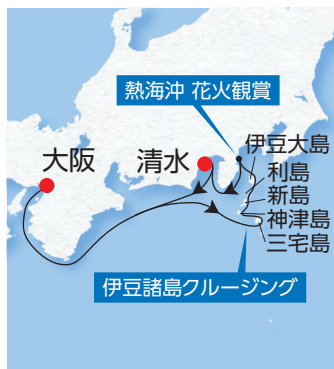 熱海沖 花火観賞
伊豆大島
大阪
清水
利島
新島
神津島
三宅島
伊豆諸島クルージング